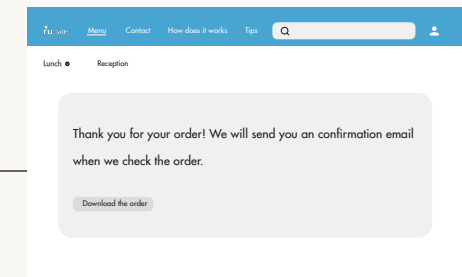 Menu Contact How does it works Tips
Lunch Reception
Thank you for your order! We will send you an confirmation email
when we check the order.
Download the order